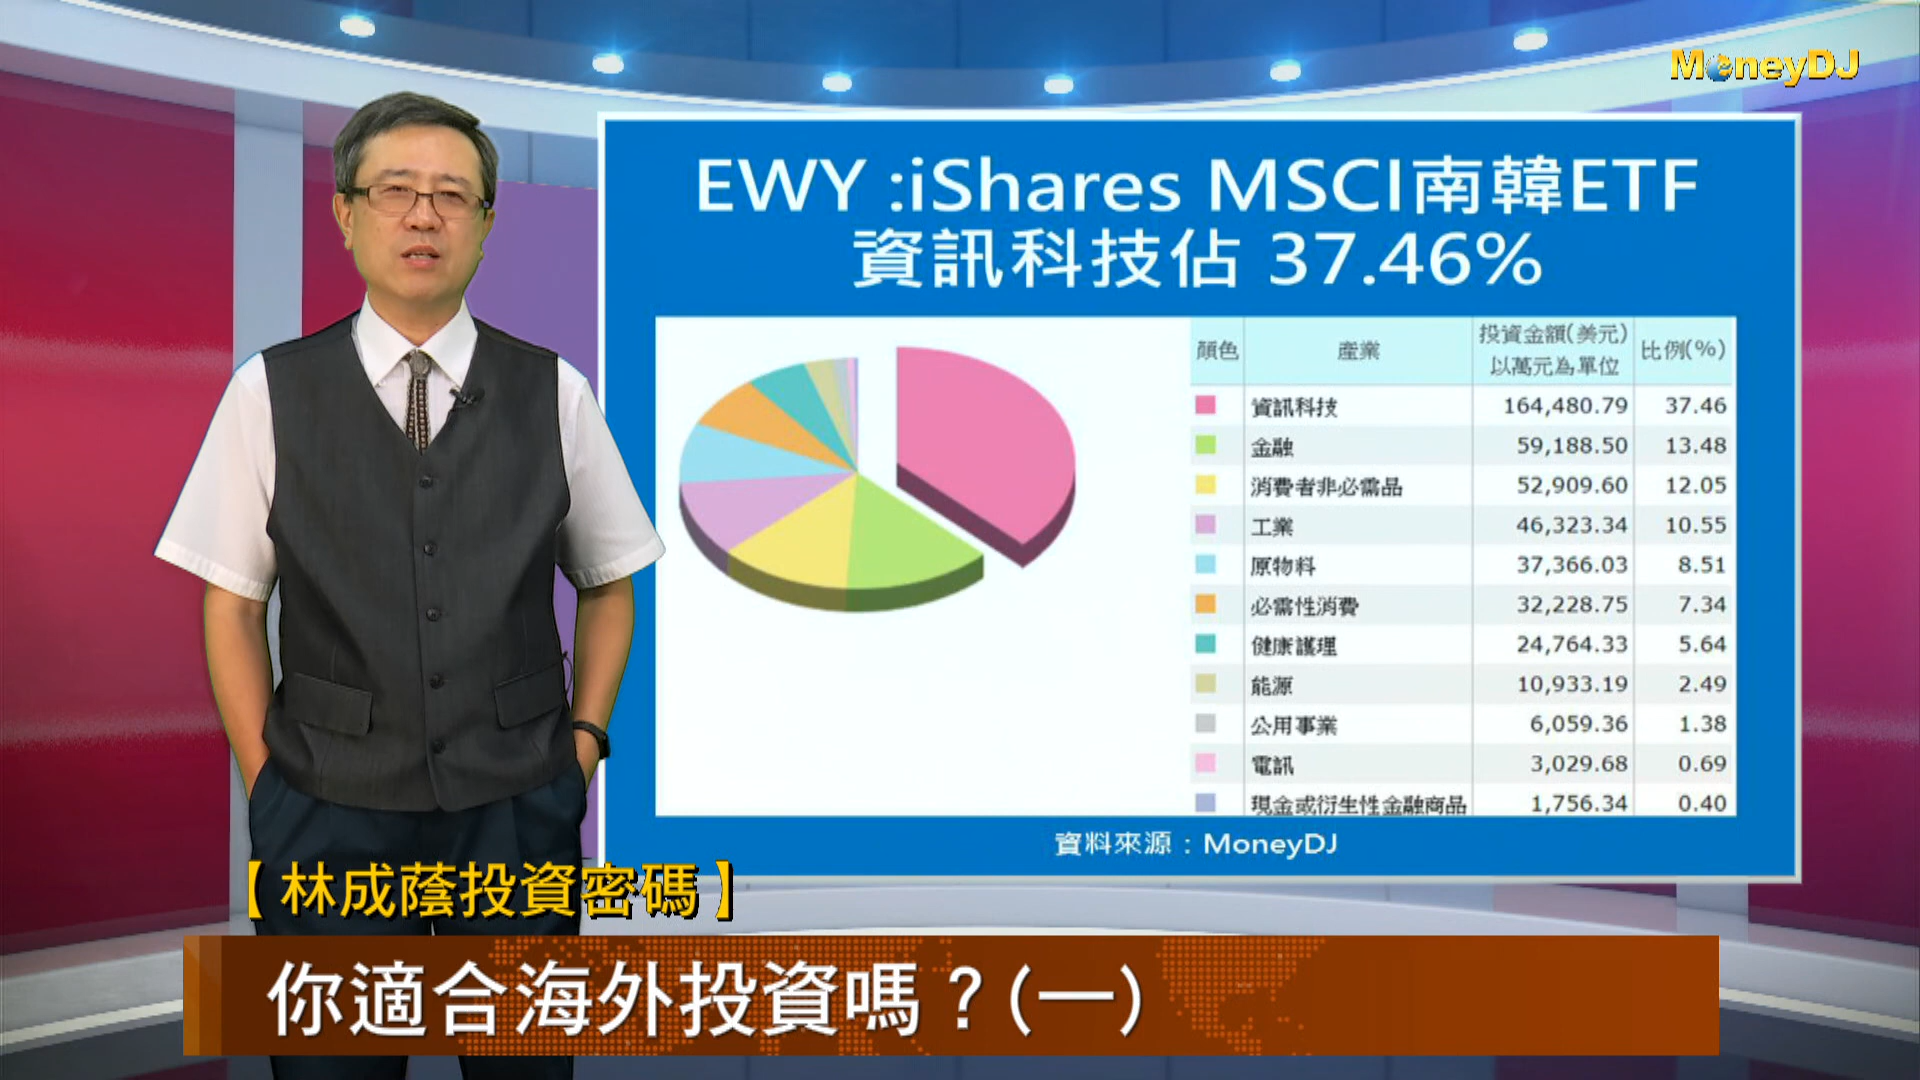 MoneyDJ
EWY :iShares MSCI南韓ETF
資訊科技佔 37.46%
顏色 產業 投資金額(美元) 以萬元為單位 比例(%)
資訊科技 164,480.79 37.46
金融 59,188.50 13.48
消費者非必需品 52,909.60 12.05
工業 46,323.34 10.55
原物料 37,366.03 8.51
必需性消費 32,228.75 7.34
健康護理 24,764.33 5.64
能源 10,933.19 2.49
公用事業 6,059.36 1.38
電訊 3,029.68 0.69
現金或衍生性金融商品 1,756.34 0.40
資料來源：MoneyDJ
【林成蔭投資密碼】
你適合海外投資嗎？(一)